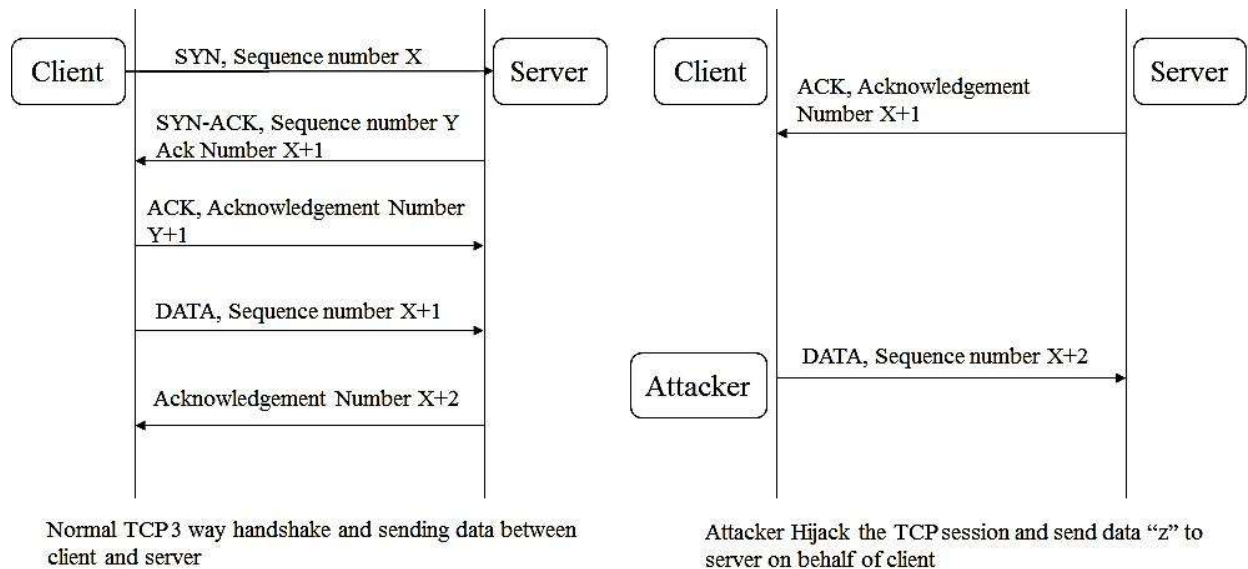 Client
SYN, Sequence number X
Server
SYN-ACK, Sequence number Y
Ack Number X+1
ACK, Acknowledgement Number
Y+1
DATA, Sequence number X+1
Acknowledgement Number X+2
Normal TCP 3 way handshake and sending data between
client and server
Client
Server
ACK, Acknowledgement
Number X+1
Attacker
DATA, Sequence number X+2
Attacker Hijack the TCP session and send data “z” to
server on behalf of client